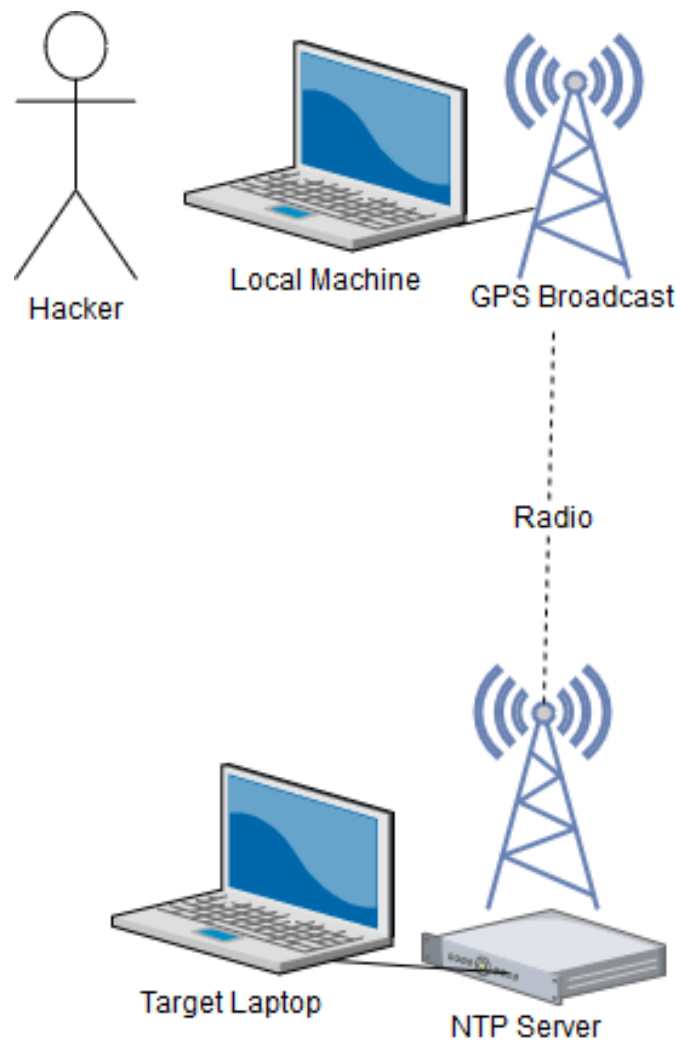 Hacker
Local Machine
GPS Broadcast
Radio
Target Laptop
NTP Server